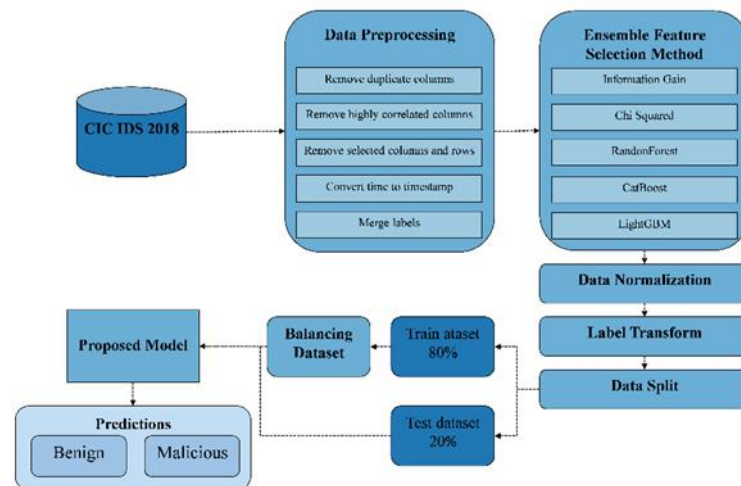 CIC IDS 2018
Data Preprocessing
Remove duplicate columns
Remove highly correlated columns
Remove selected columns and rows
Convert time to timestamp
Merge labels
Ensemble Feature
Selection Method
Information Gain
Chi Squared
RandonForest
CatBoost
LightGBM
Data Normalization
Label Transform
Data Split
Train ataset
80%
Test dataset
20%
Balancing
Dataset
Proposed Model
Predictions
Benign
Malicious